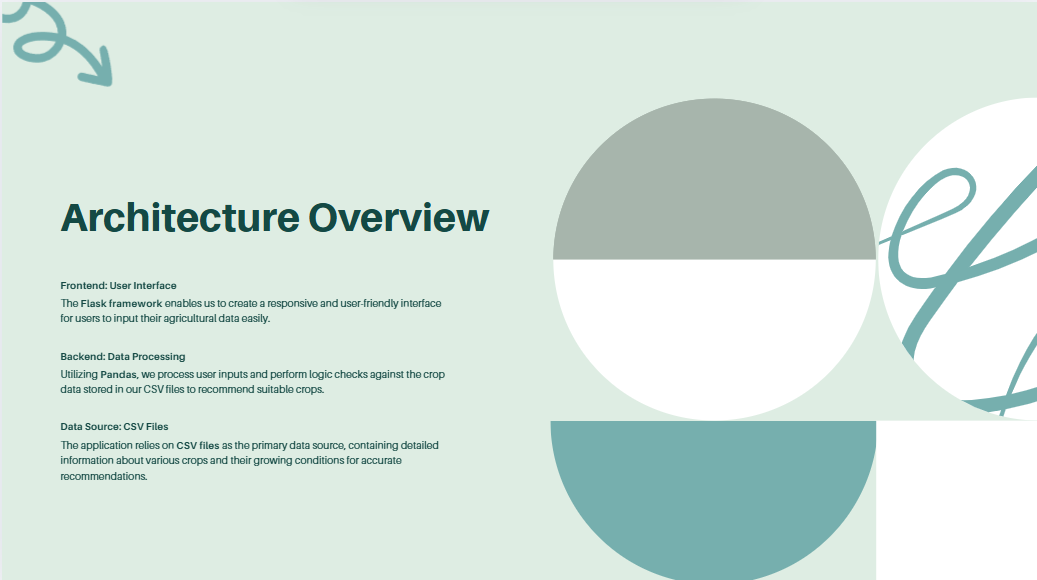 Architecture Overview
Frontend: User Interface
The Flask framework enables us to create a responsive and user-friendly interface
for users to input their agricultural data easily.
Backend: Data Processing
Utilizing Pandas, we process user inputs and perform logic checks against the crop
data stored in our CSV files to recommend suitable crops.
Data Source: CSV Files
The application relies on CSV files as the primary data source, containing detailed
information about various crops and their growing conditions for accurate
recommendations.